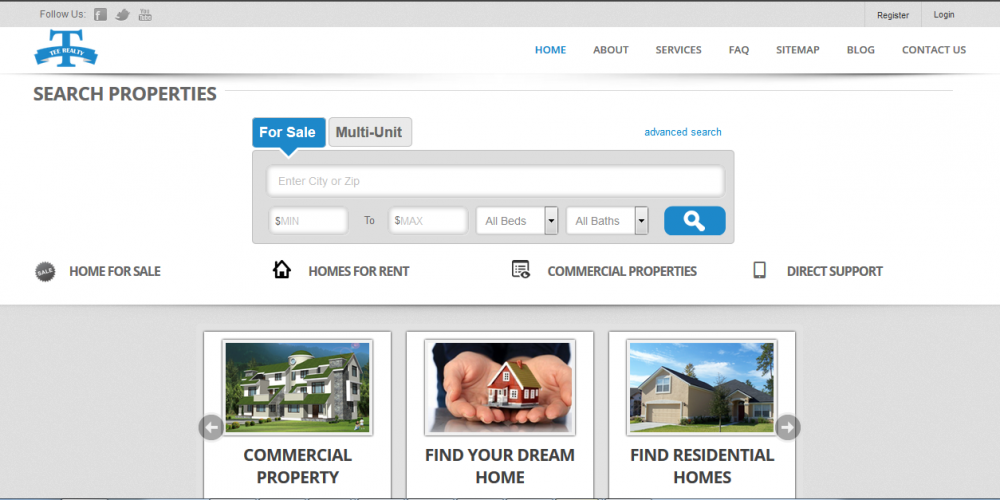 Follow Us: You Tube Register Login
T
TEE REALTY
HOME ABOUT SERVICES FAQ SITEMAP BLOG CONTACT US
SEARCH PROPERTIES
For Sale Multi-Unit advanced search
Enter City or Zip
$MIN To $MAX All Beds All Baths
SALE HOME FOR SALE HOMES FOR RENT COMMERCIAL PROPERTIES DIRECT SUPPORT
COMMERCIAL PROPERTY
FIND YOUR DREAM HOME
FIND RESIDENTIAL HOMES